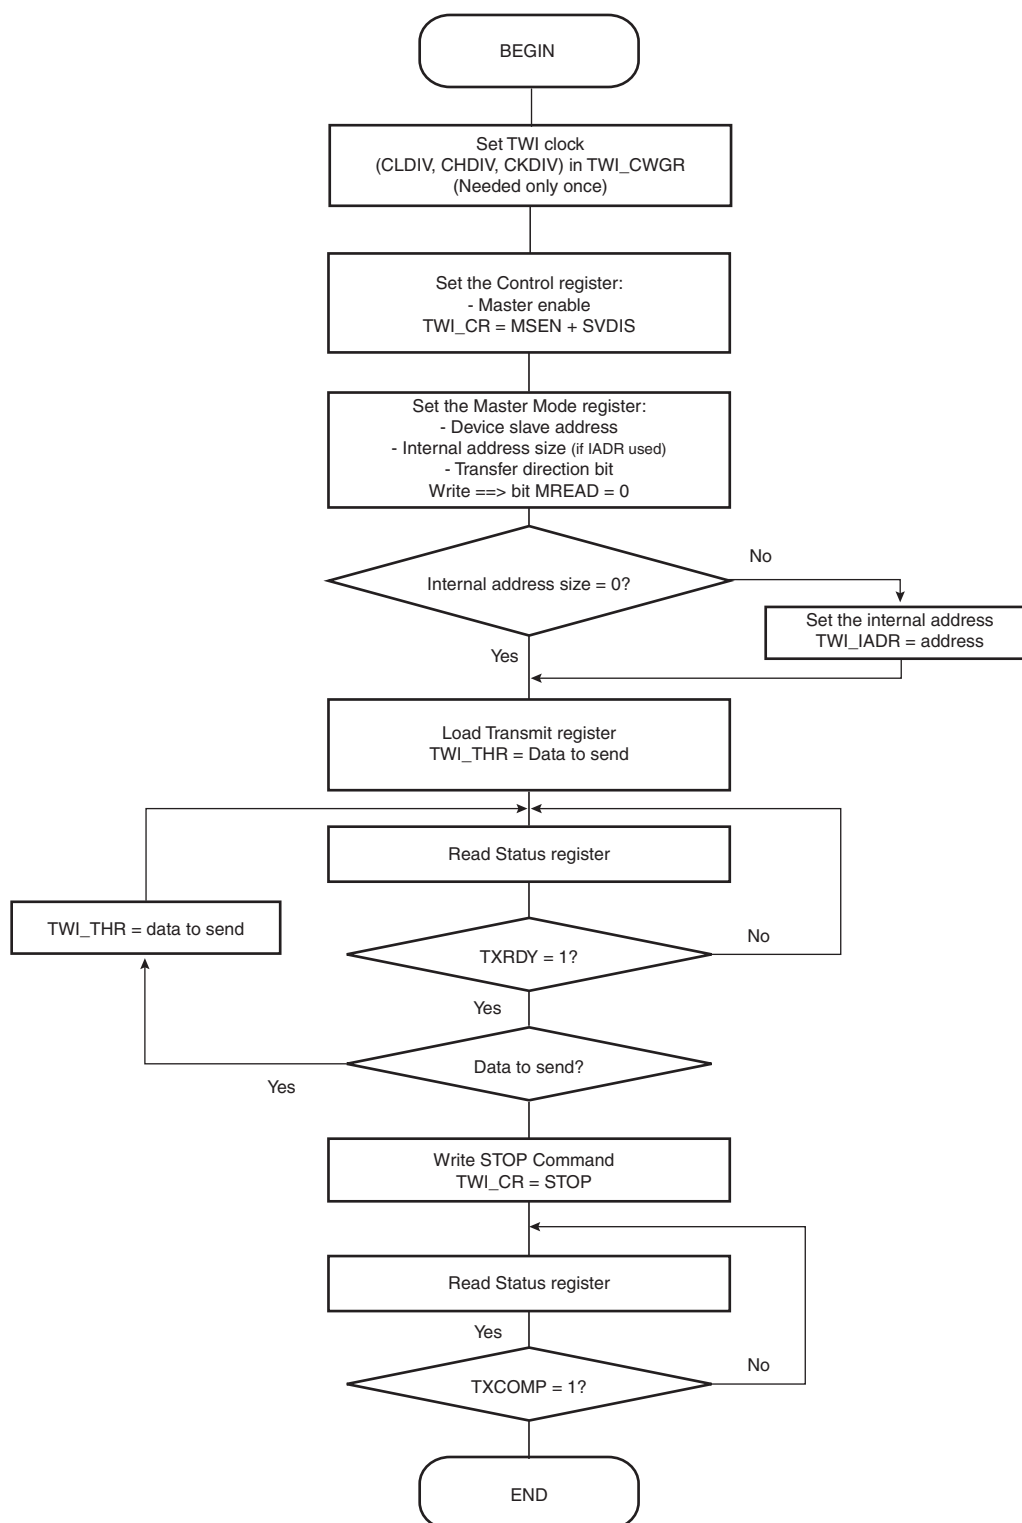 BEGIN
Set TWI clock
(CLDIV, CHDIV, CKDIV) in TWI_CWGR
(Needed only once)
Set the Control register:
- Master enable
TWI_CR = MSEN + SVDIS
Set the Master Mode register:
- Device slave address
- Internal address size (if IADR used)
- Transfer direction bit
Write ==> bit MREAD = 0
No
Internal address size = 0?
Set the internal address
TWI_IADR = address
Yes
Load Transmit register
TWI_THR = Data to send
Read Status register
TWI_THR = data to send
No
TXRDY = 1?
Yes
Data to send?
Yes
Write STOP Command
TWI_CR = STOP
Read Status register
Yes
No
TXCOMP = 1?
END